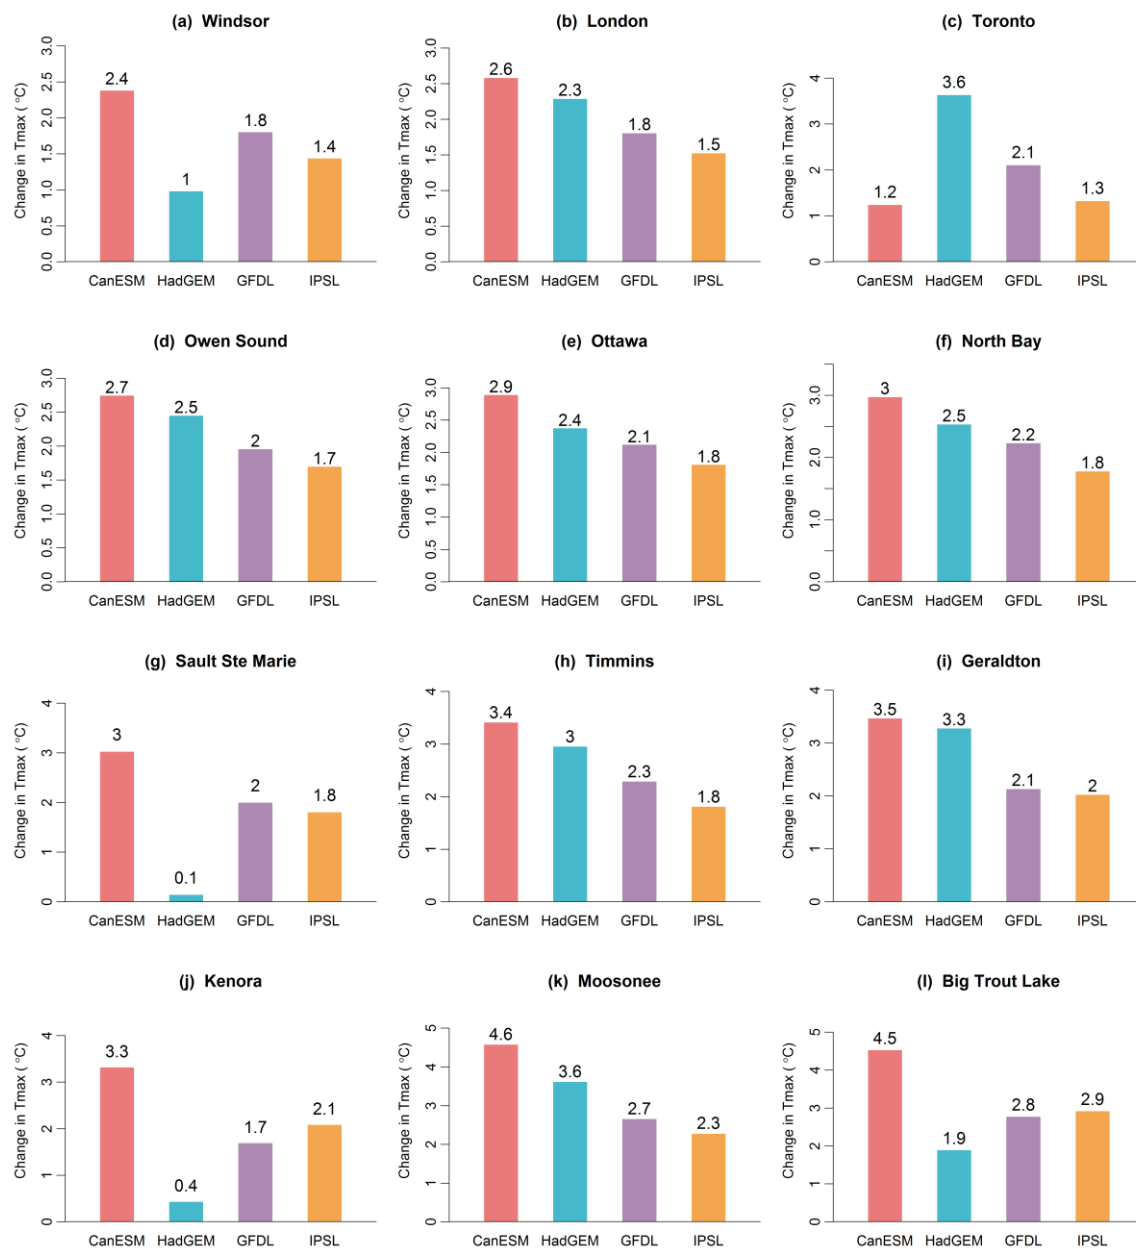 (a) Windsor
Change in Tmax ( °C)
0.0 0.5 1.0 1.5 2.0 2.5 3.0
2.4
1
1.8
1.4
CanESM HadGEM GFDL IPSL
(b) London
Change in Tmax ( °C)
0.0 0.5 1.0 1.5 2.0 2.5 3.0
2.6
2.3
1.8
1.5
CanESM HadGEM GFDL IPSL
(c) Toronto
Change in Tmax ( °C)
0 1 2 3 4
1.2
3.6
2.1
1.3
CanESM HadGEM GFDL IPSL
(d) Owen Sound
Change in Tmax ( °C)
0.0 0.5 1.0 1.5 2.0 2.5 3.0
2.7
2.5
2
1.7
CanESM HadGEM GFDL IPSL
(e) Ottawa
Change in Tmax ( °C)
0.0 0.5 1.0 1.5 2.0 2.5 3.0
2.9
2.4
2.1
1.8
CanESM HadGEM GFDL IPSL
(f) North Bay
Change in Tmax ( °C)
0.0 1.0 2.0 3.0
3
2.5
2.2
1.8
CanESM HadGEM GFDL IPSL
(g) Sault Ste Marie
Change in Tmax ( °C)
0 1 2 3 4
3
0.1
2
1.8
CanESM HadGEM GFDL IPSL
(h) Timmins
Change in Tmax ( °C)
0 1 2 3 4
3.4
3
2.3
1.8
CanESM HadGEM GFDL IPSL
(i) Geraldton
Change in Tmax ( °C)
0 1 2 3 4
3.5
3.3
2.1
2
CanESM HadGEM GFDL IPSL
(j) Kenora
Change in Tmax ( °C)
0 1 2 3 4
3.3
0.4
1.7
2.1
CanESM HadGEM GFDL IPSL
(k) Moosonee
Change in Tmax ( °C)
0 1 2 3 4 5
4.6
3.6
2.7
2.3
CanESM HadGEM GFDL IPSL
(l) Big Trout Lake
Change in Tmax ( °C)
0 1 2 3 4 5
4.5
1.9
2.8
2.9
CanESM HadGEM GFDL IPSL